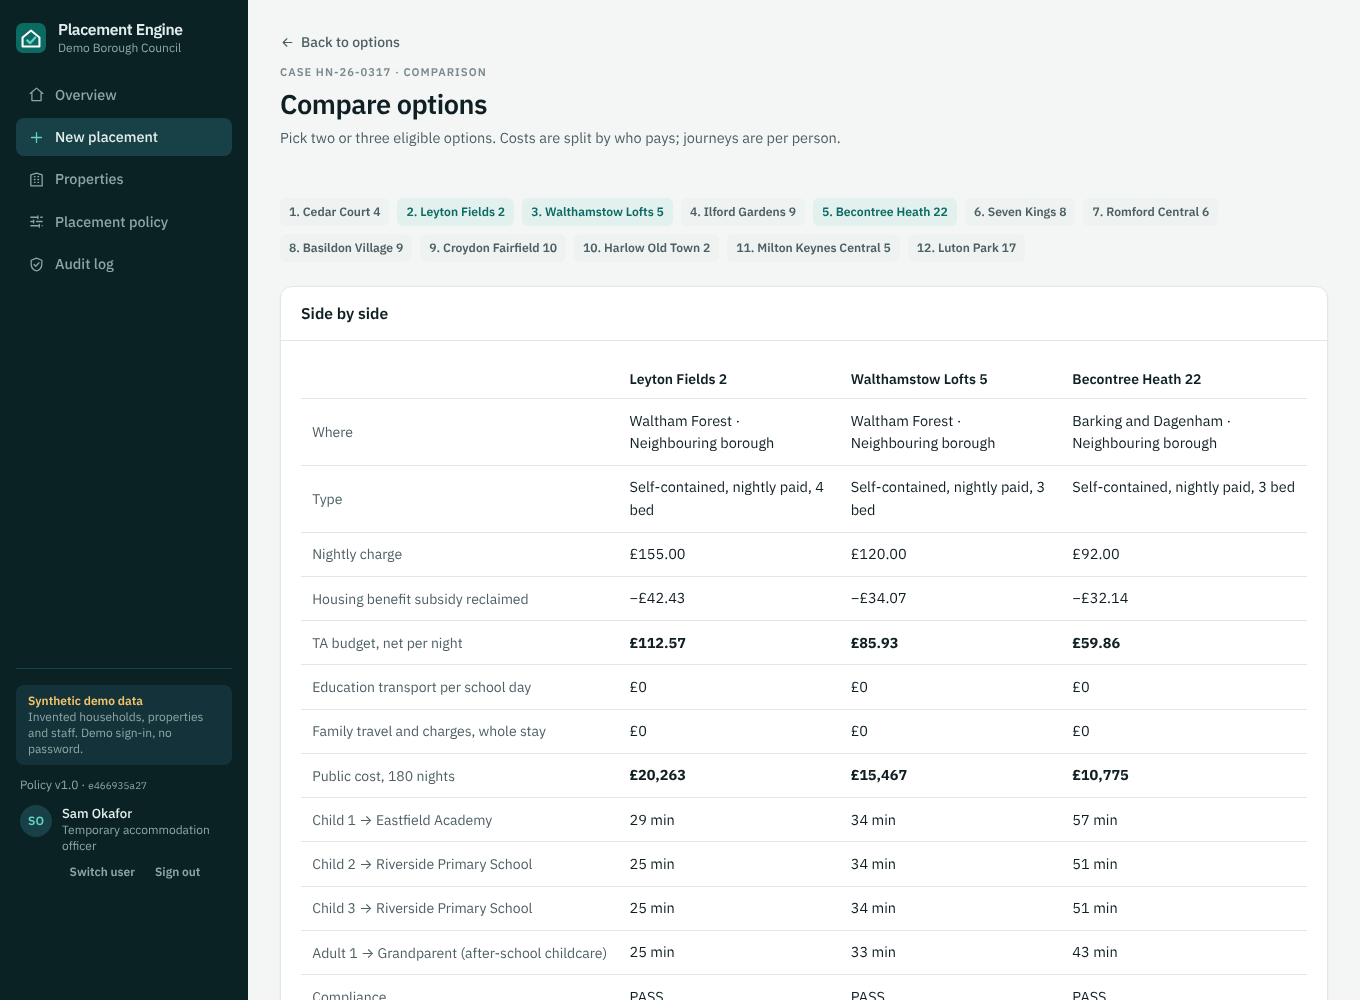 Placement Engine
Demo Borough Council
Overview
New placement
Properties
Placement policy
Audit log
Synthetic demo data
Invented households, properties
and staff. Demo sign-in, no
password.
Policy v1.0 · e466935a27
SO
Sam Okafor
Temporary accommodation
officer
Switch user Sign out
← Back to options
CASE HN-26-0317 · COMPARISON
Compare options
Pick two or three eligible options. Costs are split by who pays; journeys are per person.
1. Cedar Court 4 2. Leyton Fields 2 3. Walthamstow Lofts 5 4. Ilford Gardens 9 5. Becontree Heath 22 6. Seven Kings 8 7. Romford Central 6
8. Basildon Village 9 9. Croydon Fairfield 10 10. Harlow Old Town 2 11. Milton Keynes Central 5 12. Luton Park 17
Side by side
Leyton Fields 2 Walthamstow Lofts 5 Becontree Heath 22
Where Waltham Forest · Neighbouring borough Waltham Forest · Neighbouring borough Barking and Dagenham · Neighbouring borough
Type Self-contained, nightly paid, 4 bed Self-contained, nightly paid, 3 bed Self-contained, nightly paid, 3 bed
Nightly charge £155.00 £120.00 £92.00
Housing benefit subsidy reclaimed −£42.43 −£34.07 −£32.14
TA budget, net per night £112.57 £85.93 £59.86
Education transport per school day £0 £0 £0
Family travel and charges, whole stay £0 £0 £0
Public cost, 180 nights £20,263 £15,467 £10,775
Child 1 → Eastfield Academy 29 min 34 min 57 min
Child 2 → Riverside Primary School 25 min 34 min 51 min
Child 3 → Riverside Primary School 25 min 34 min 51 min
Adult 1 → Grandparent (after-school childcare) 25 min 33 min 43 min
Compliance PASS PASS PASS